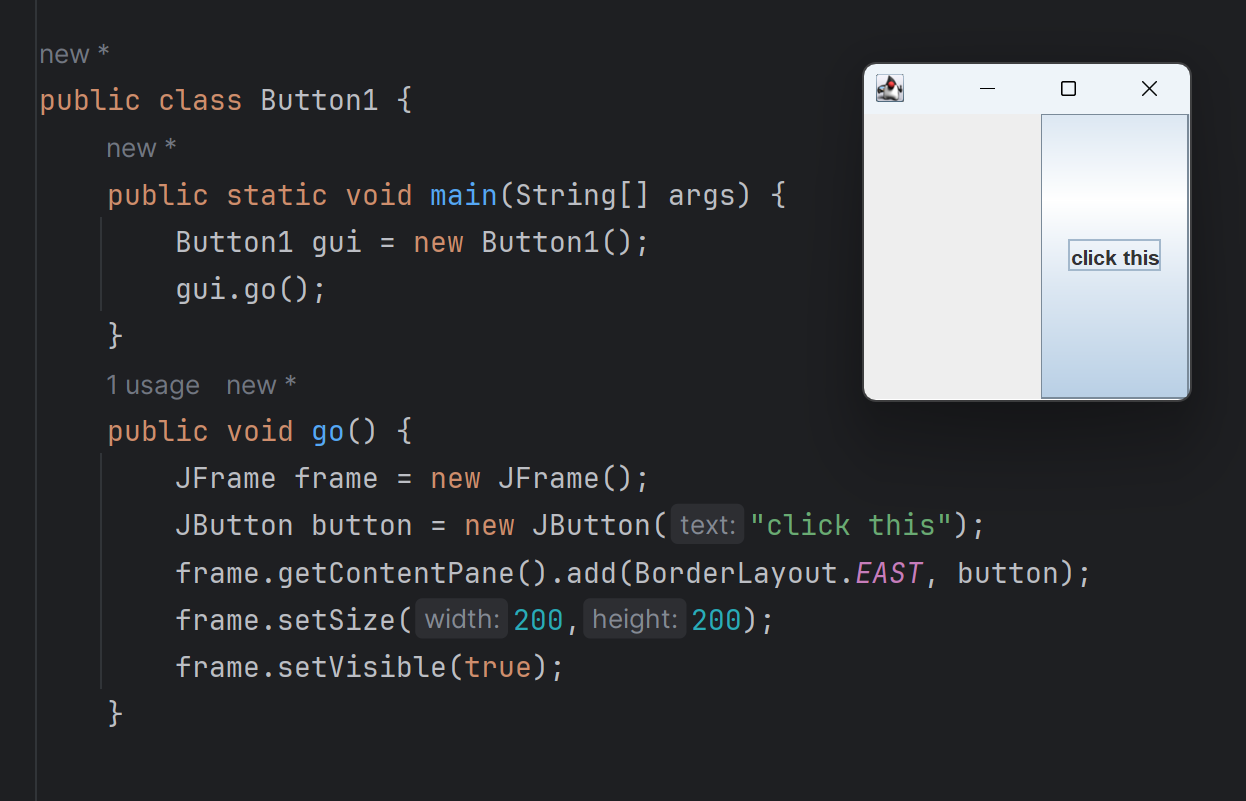 new *
public class Button1 {
new *
public static void main(String[] args) {
Button1 gui = new Button1();
gui.go();
}
1 usage new *
public void go() {
JFrame frame = new JFrame();
JButton button = new JButton( text: "click this");
frame.getContentPane().add(BorderLayout.EAST, button);
frame.setSize( width: 200, height: 200);
frame.setVisible(true);
}
click this